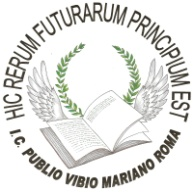 HIC RERUM FUTURARUM PRINCIPIUM EST
I.C. PUBLIO VIBIO MARIANO ROMA